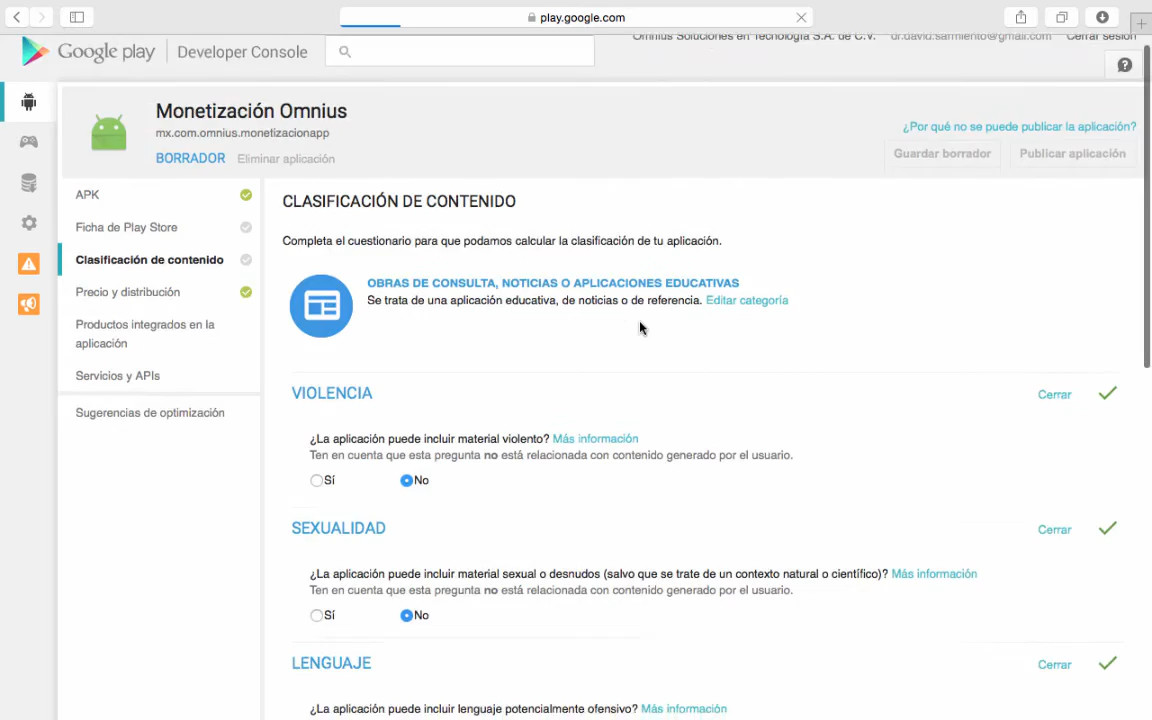 play.google.com
Google play
Developer Console
Omnius Soluciones en Tecnología S.A. de C.V.
dr.david.sarmiento@gmail.com
Cerrar sesión
Monetización Omnius
mx.com.omnius.monetizacionapp
BORRADOR
Eliminar aplicación
¿Por qué no se puede publicar la aplicación?
Guardar borrador
Publicar aplicación
APK
Ficha de Play Store
Clasificación de contenido
Precio y distribución
Productos integrados en la
aplicación
Servicios y APIs
Sugerencias de optimización
CLASIFICACIÓN DE CONTENIDO
Completa el cuestionario para que podamos calcular la clasificación de tu aplicación.
OBRAS DE CONSULTA, NOTICIAS O APLICACIONES EDUCATIVAS
Se trata de una aplicación educativa, de noticias o de referencia. Editar categoría
VIOLENCIA
Cerrar
¿La aplicación puede incluir material violento? Más información
Ten en cuenta que esta pregunta no está relacionada con contenido generado por el usuario.
Sí
No
SEXUALIDAD
Cerrar
¿La aplicación puede incluir material sexual o desnudos (salvo que se trate de un contexto natural o científico)? Más información
Ten en cuenta que esta pregunta no está relacionada con contenido generado por el usuario.
Sí
No
LENGUAJE
Cerrar
¿La aplicación puede incluir lenguaje potencialmente ofensivo? Más información